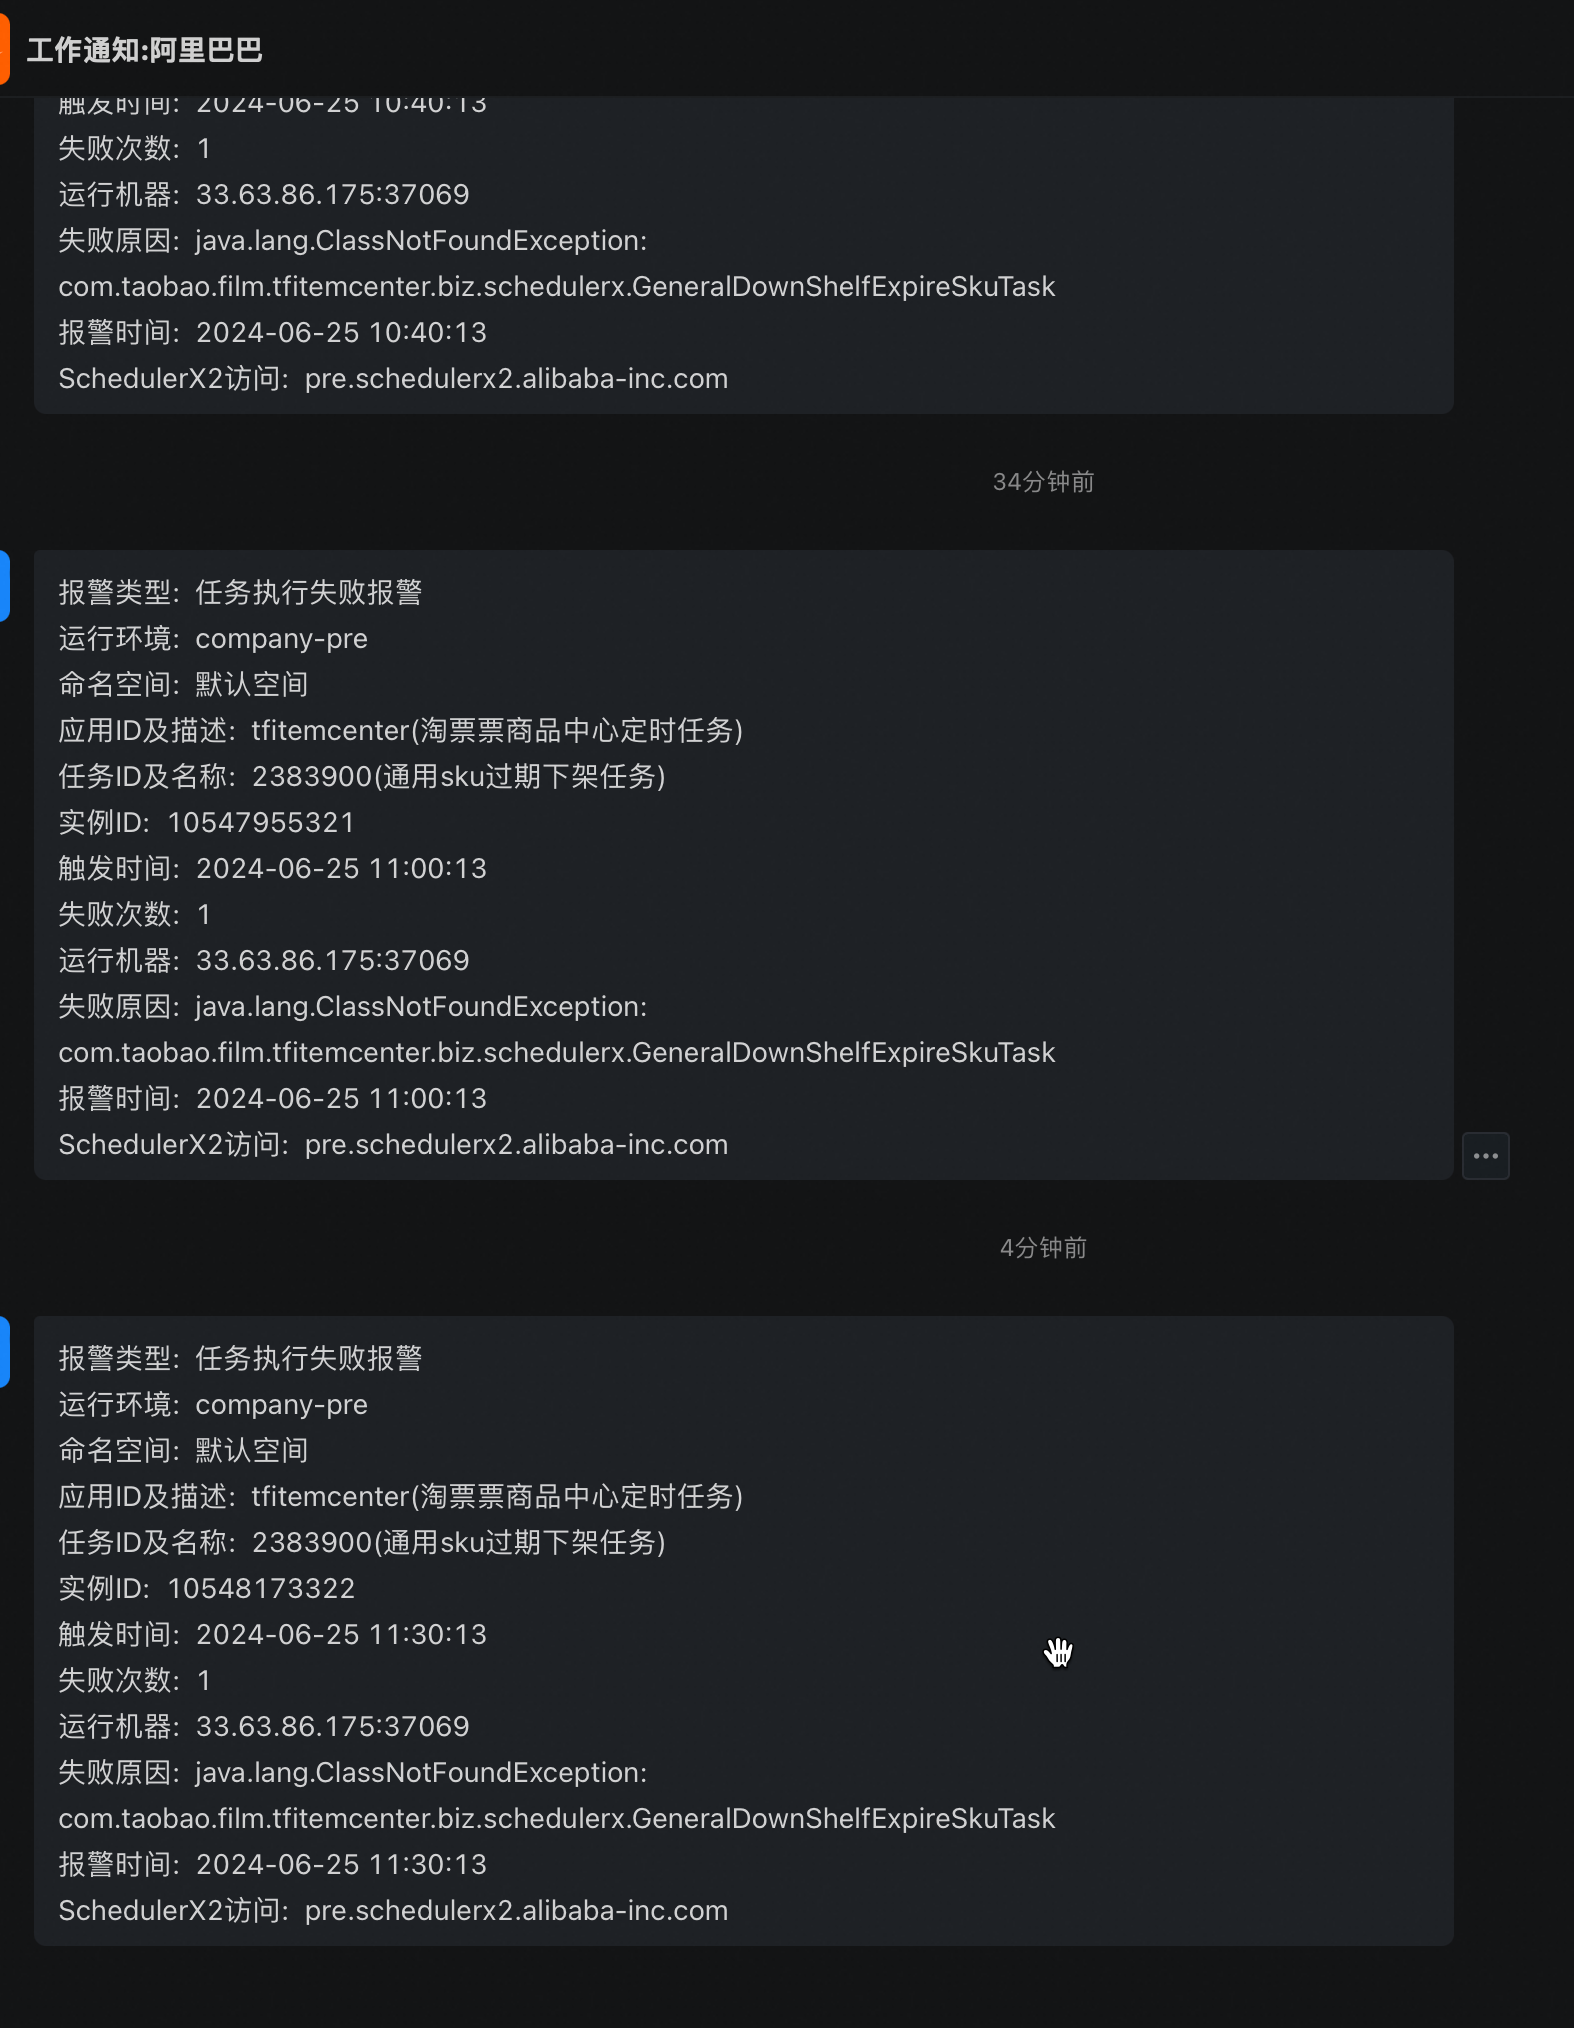 工作通知:阿里巴巴
触发时间: 2024-06-25 10:40:13
失败次数: 1
运行机器: 33.63.86.175:37069
失败原因: java.lang.ClassNotFoundException:
com.taobao.film.tfitemcenter.biz.schedulerx.GeneralDownShelfExpireSkuTask
报警时间: 2024-06-25 10:40:13
SchedulerX2访问: pre.schedulerx2.alibaba-inc.com
34分钟前
报警类型: 任务执行失败报警
运行环境: company-pre
命名空间: 默认空间
应用ID及描述: tfitemcenter(淘票票商品中心定时任务)
任务ID及名称: 2383900(通用sku过期下架任务)
实例ID: 10547955321
触发时间: 2024-06-25 11:00:13
失败次数: 1
运行机器: 33.63.86.175:37069
失败原因: java.lang.ClassNotFoundException:
com.taobao.film.tfitemcenter.biz.schedulerx.GeneralDownShelfExpireSkuTask
报警时间: 2024-06-25 11:00:13
SchedulerX2访问: pre.schedulerx2.alibaba-inc.com
4分钟前
报警类型: 任务执行失败报警
运行环境: company-pre
命名空间: 默认空间
应用ID及描述: tfitemcenter(淘票票商品中心定时任务)
任务ID及名称: 2383900(通用sku过期下架任务)
实例ID: 10548173322
触发时间: 2024-06-25 11:30:13
失败次数: 1
运行机器: 33.63.86.175:37069
失败原因: java.lang.ClassNotFoundException:
com.taobao.film.tfitemcenter.biz.schedulerx.GeneralDownShelfExpireSkuTask
报警时间: 2024-06-25 11:30:13
SchedulerX2访问: pre.schedulerx2.alibaba-inc.com